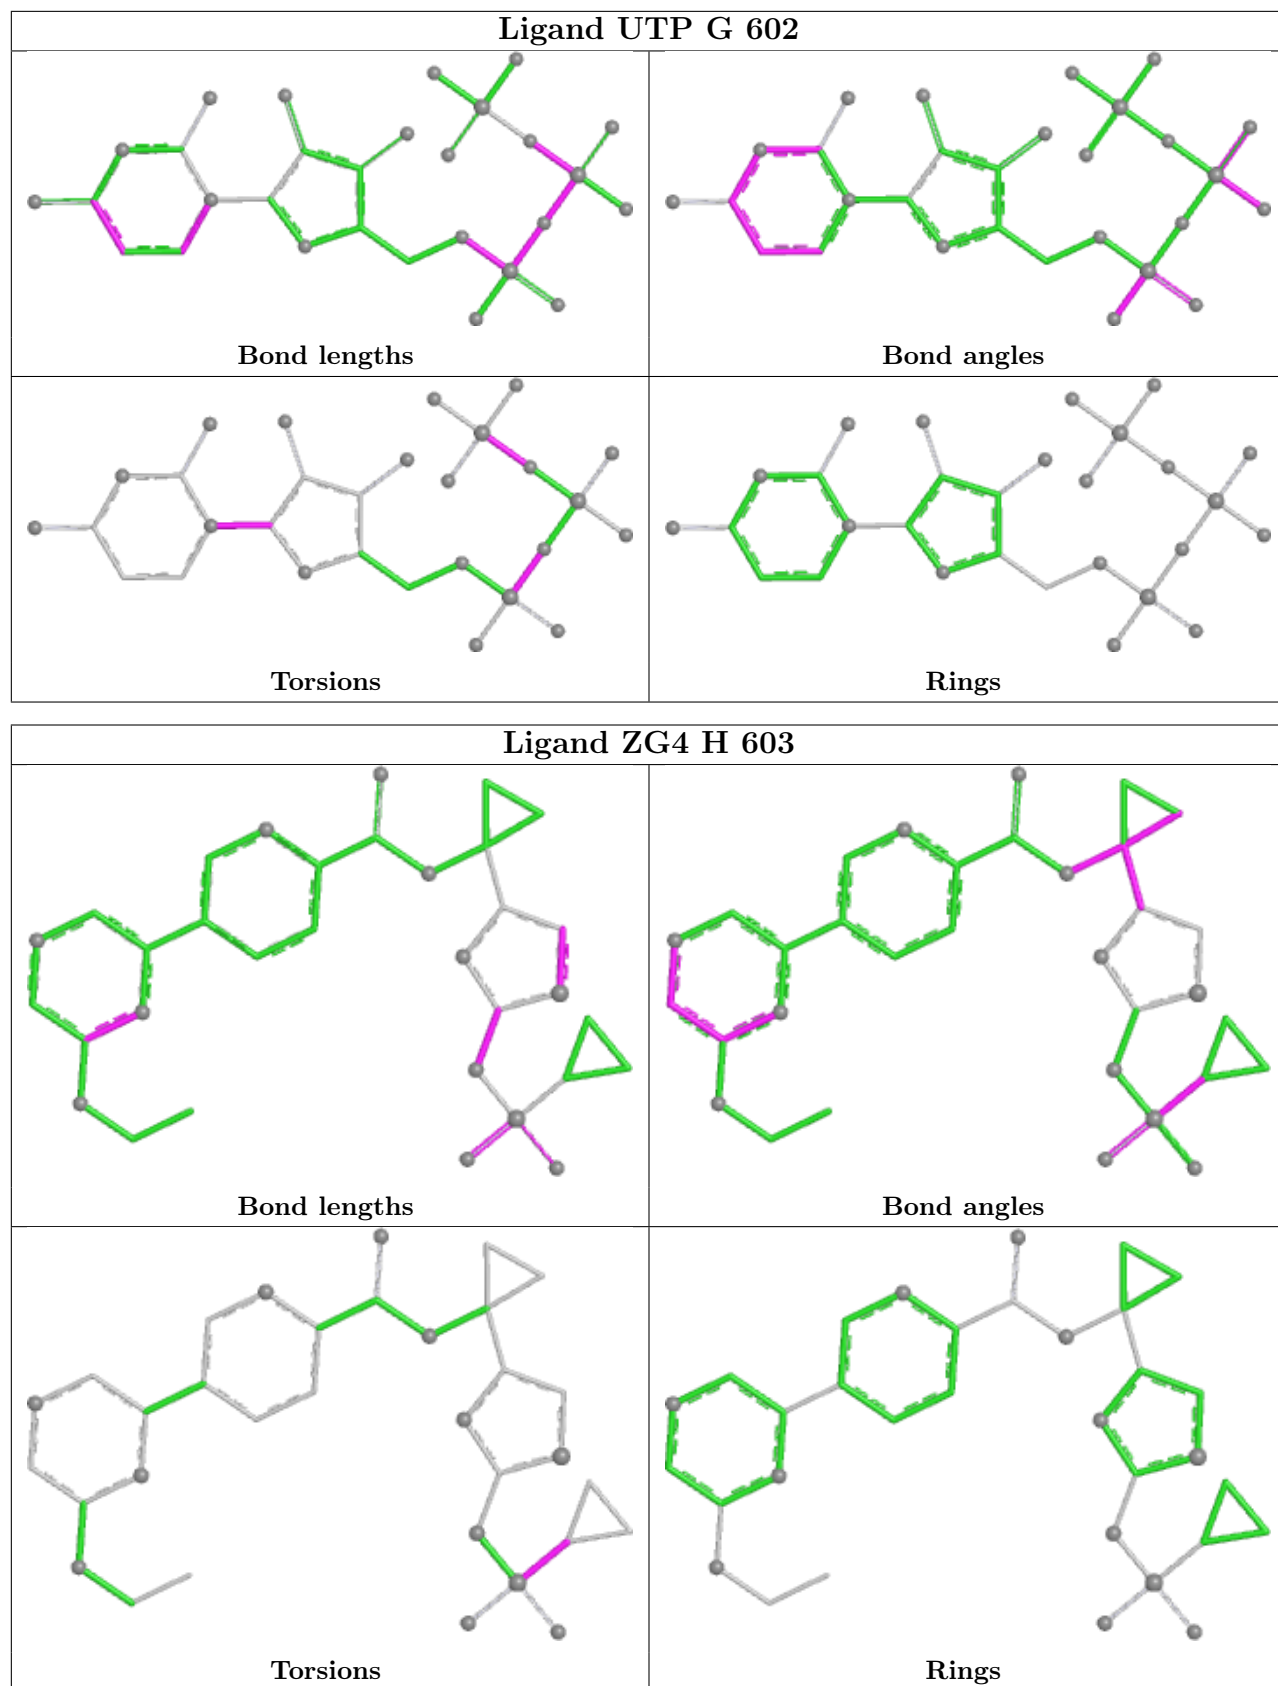 Ligand UTP G 602
Bond lengths
Bond angles
Torsions
Rings
Ligand ZG4 H 603
Bond lengths
Bond angles
Torsions
Rings